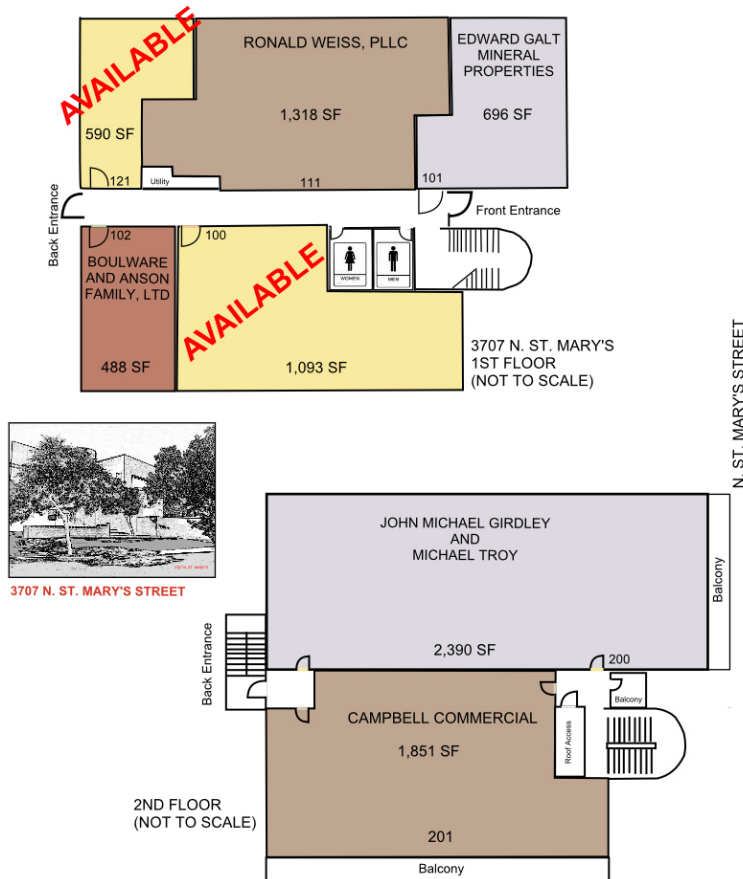 AVAILABLE
590 SF
121
RONALD WEISS, PLLC
1,318 SF
Utility
111
EDWARD GALT
MINERAL
PROPERTIES
696 SF
101
Back Entrance
Front Entrance
102
BOULWARE
AND ANSON
FAMILY, LTD
488 SF
100
AVAILABLE
1,093 SF
WOMEN
MEN
3707 N. ST. MARY'S
1ST FLOOR
(NOT TO SCALE)
N. ST. MARY'S STREET
3707 N. ST. MARY'S STREET
JOHN MICHAEL GIRDLEY
AND
MICHAEL TROY
2,390 SF
200
Balcony
Back Entrance
CAMPBELL COMMERCIAL
1,851 SF
Roof Access
Balcony
201
2ND FLOOR
(NOT TO SCALE)
Balcony